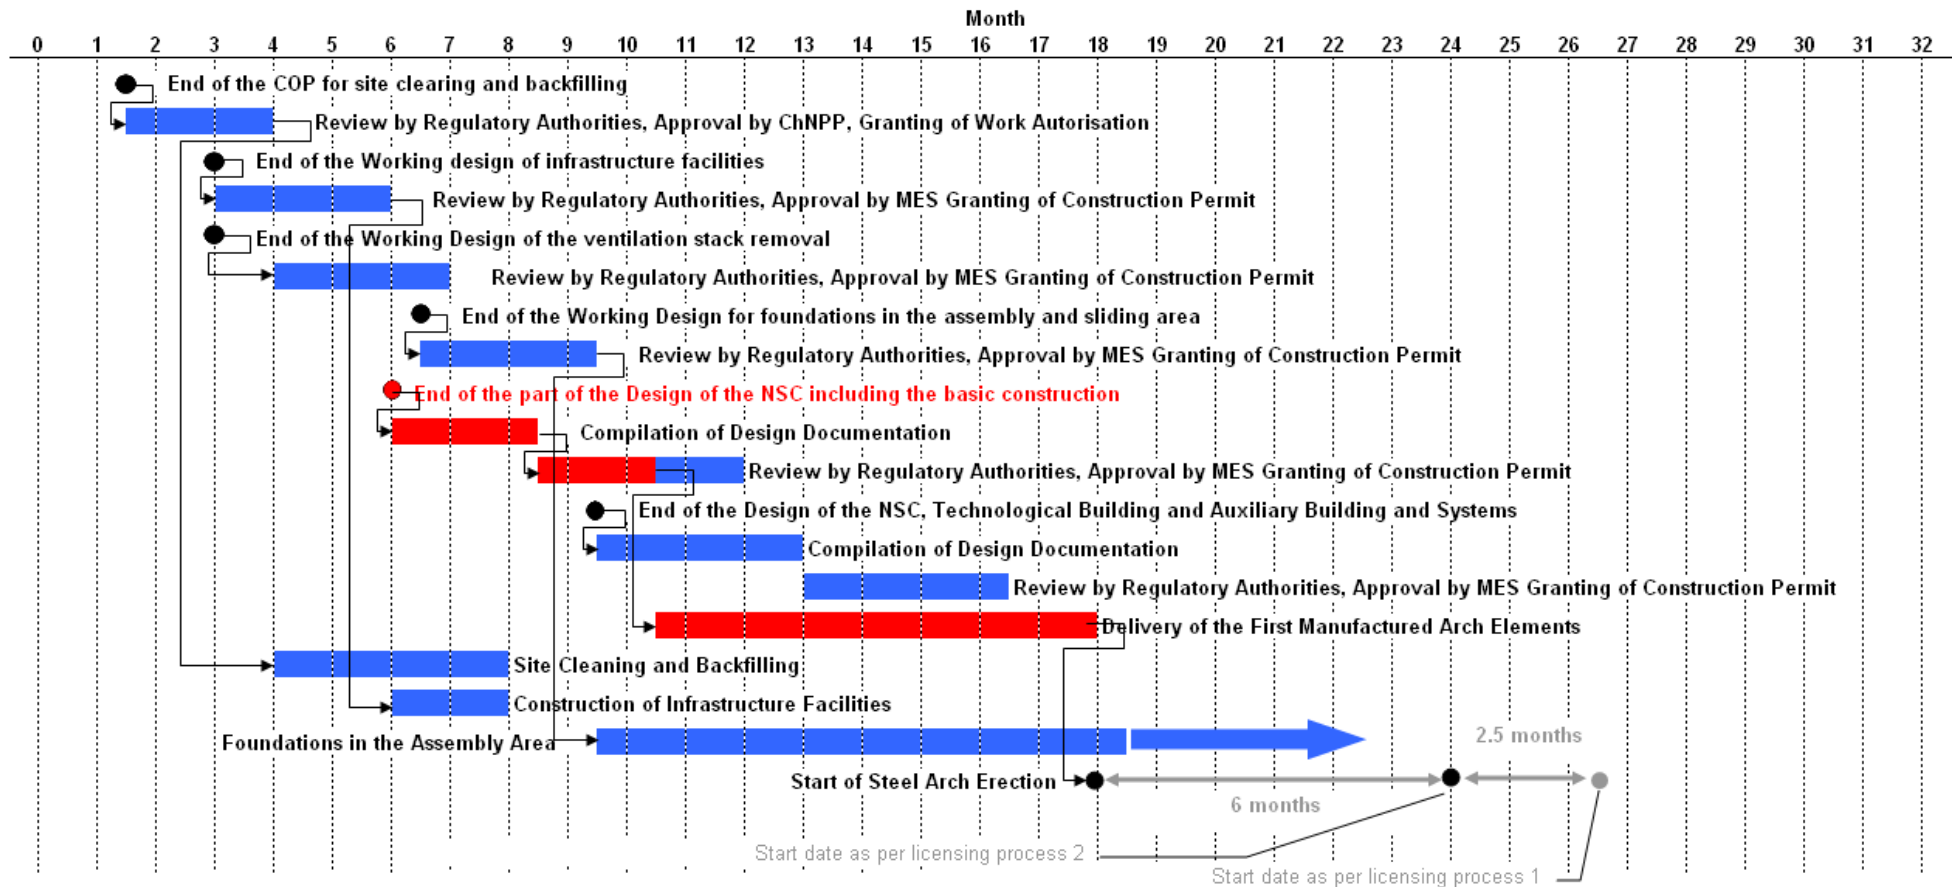 Month
0 1 2 3 4 5 6 7 8 9 10 11 12 13 14 15 16 17 18 19 20 21 22 23 24 25 26 27 28 29 30 31 32
End of the COP for site clearing and backfilling
Review by Regulatory Authorities, Approval by ChNPP, Granting of Work Autorisation
End of the Working design of infrastructure facilities
Review by Regulatory Authorities, Approval by MES Granting of Construction Permit
End of the Working Design of the ventilation stack removal
Review by Regulatory Authorities, Approval by MES Granting of Construction Permit
End of the Working Design for foundations in the assembly and sliding area
Review by Regulatory Authorities, Approval by MES Granting of Construction Permit
End of the part of the Design of the NSC including the basic construction
Compilation of Design Documentation
Review by Regulatory Authorities, Approval by MES Granting of Construction Permit
End of the Design of the NSC, Technological Building and Auxiliary Building and Systems
Compilation of Design Documentation
Review by Regulatory Authorities, Approval by MES Granting of Construction Permit
Delivery of the First Manufactured Arch Elements
Site Cleaning and Backfilling
Construction of Infrastructure Facilities
Foundations in the Assembly Area
2.5 months
Start of Steel Arch Erection
6 months
Start date as per licensing process 2
Start date as per licensing process 1